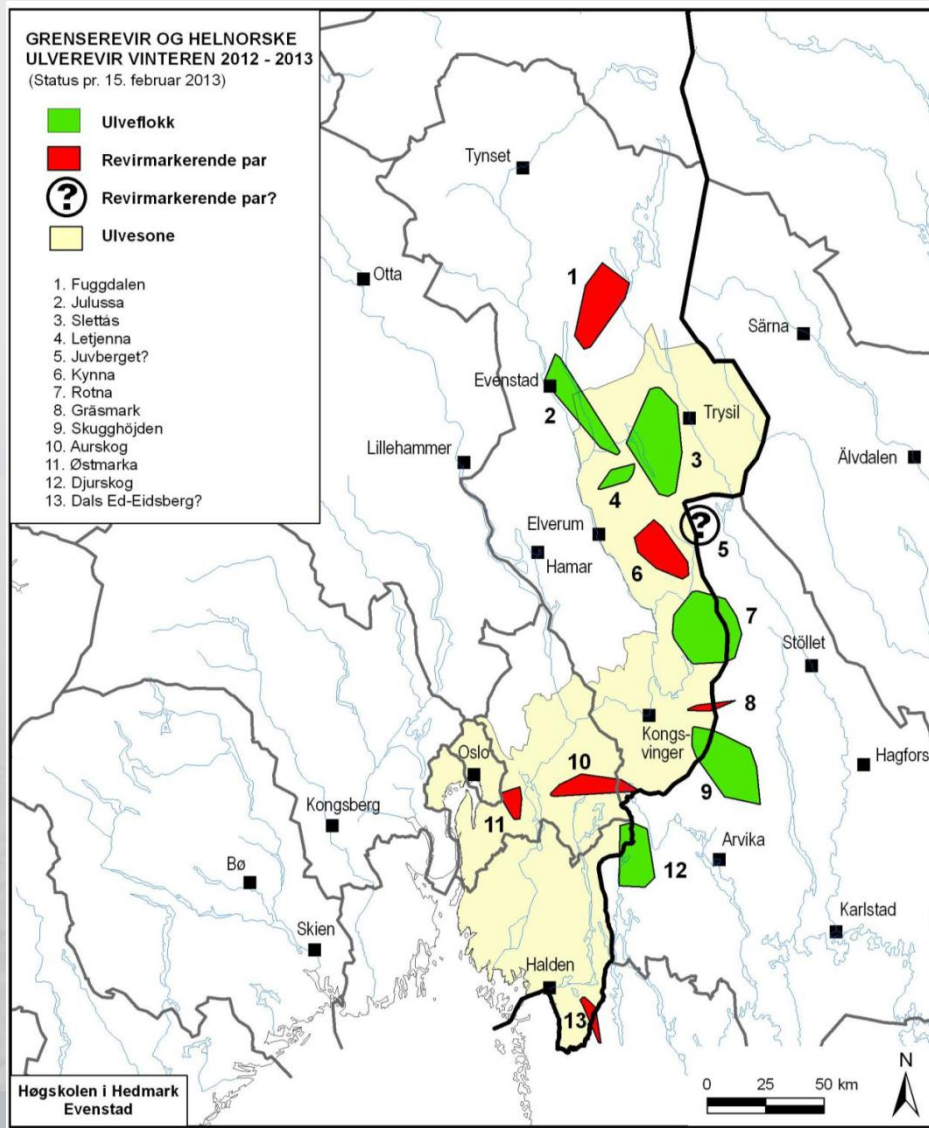 GRENSEREVIR OG HELNORSKE
ULVEREVIR VINTEREN 2012 - 2013
(Status pr. 15. februar 2013)
Ulveflokk
Revirmarkerende par
? Revirmarkerende par?
Ulvesone
1. Fuggdalen
2. Julussa
3. Slettås
4. Letjenna
5. Juvberget?
6. Kynna
7. Rotna
8. Gräsmark
9. Skugghöjden
10. Aurskog
11. Østmarka
12. Djurskog
13. Dals Ed-Eidsberg?
Tynset
Otta
1
Särna
Evenstad
2
Trysil
Lillehammer
3
Älvdalen
4
Elverum
?
5
Hamar
6
7
Stöllet
8
Kongs-
vinger
Oslo
10
Hagfors
9
11
Kongsberg
Arvika
12
Bø
Karlstad
Skien
Halden
13
N
0 25 50 km
Høgskolen i Hedmark
Evenstad